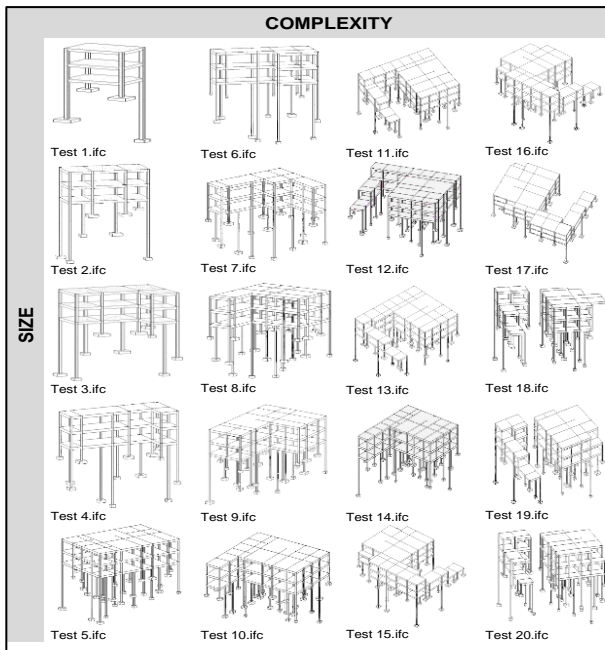 COMPLEXITY
SIZE
Test 1.ifc
Test 6.ifc
Test 11.ifc
Test 16.ifc
Test 2.ifc
Test 7.ifc
Test 12.ifc
Test 17.ifc
Test 3.ifc
Test 8.ifc
Test 13.ifc
Test 18.ifc
Test 4.ifc
Test 9.ifc
Test 14.ifc
Test 19.ifc
Test 5.ifc
Test 10.ifc
Test 15.ifc
Test 20.ifc